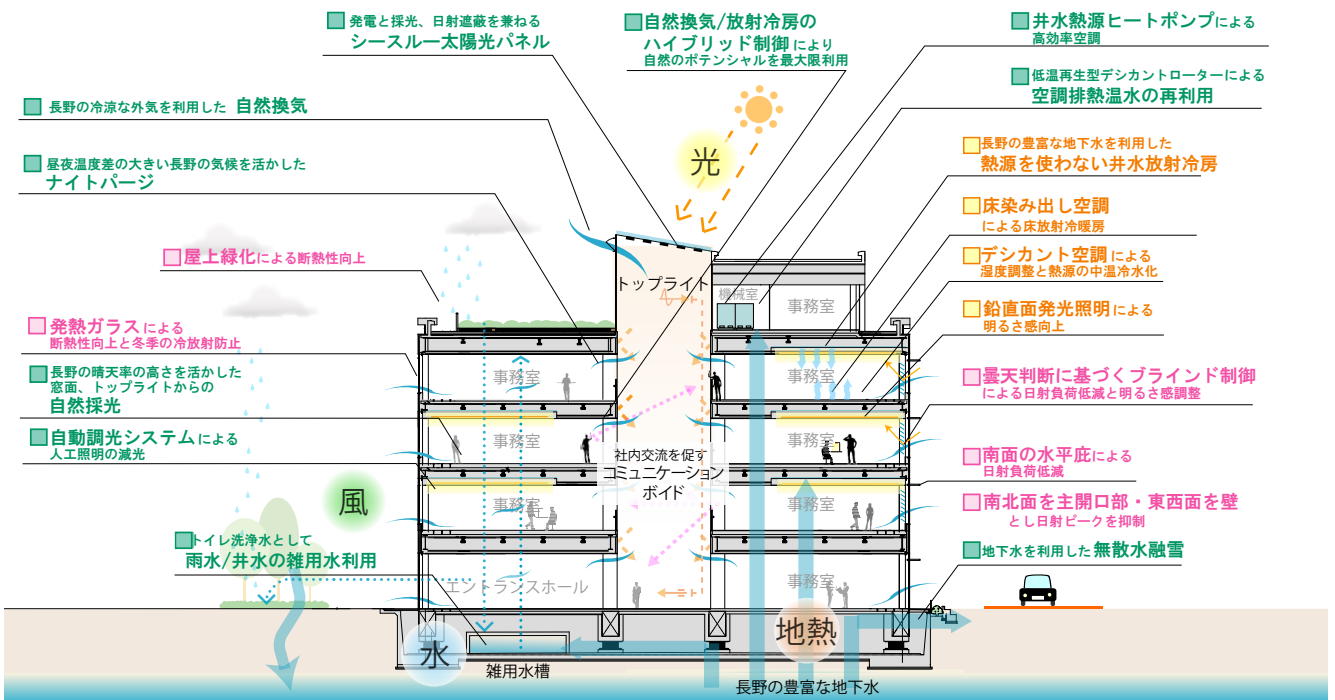 発電と採光、日射遮蔽を兼ねる
シースルー太陽光パネル
自然換気/放射冷房の
ハイブリッド制御により
自然のポテンシャルを最大限利用
井水熱源ヒートポンプによる
高効率空調
低温再生型デシカントローターによる
空調排熱温水の再利用
長野の冷涼な外気を利用した 自然換気
昼夜温度差の大きい長野の気候を活かした
ナイトパージ
屋上緑化による断熱性向上
発熱ガラスによる
断熱性向上と冬季の冷放射防止
長野の晴天率の高さを活かした
窓面、トップライトからの
自然採光
自動調光システムによる
人工照明の減光
トイレ洗浄水として
雨水/井水の雑用水利用
長野の豊富な地下水を利用した
熱源を使わない井水放射冷房
床染み出し空調
による床放射冷暖房
デシカント空調による
湿度調整と熱源の中温冷水化
鉛直面発光照明による
明るさ感向上
曇天判断に基づくブラインド制御
による日射負荷低減と明るさ感調整
南面の水平庇による
日射負荷低減
南北面を主開口部・東西面を壁
とし日射ピークを抑制
地下水を利用した無散水融雪
光
風
水
地熱
トップライト
機械室
事務室
事務室
事務室
事務室
事務室
事務室
事務室
社内交流を促す
コミュニケーション
ボイド
エントランスホール
事務室
雑用水槽
長野の豊富な地下水